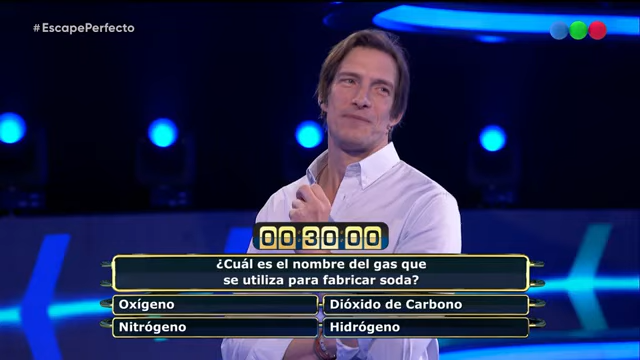 #EscapePerfecto
00:30:00
¿Cuál es el nombre del gas que
se utiliza para fabricar soda?
Oxígeno
Dióxido de Carbono
Nitrógeno
Hidrógeno